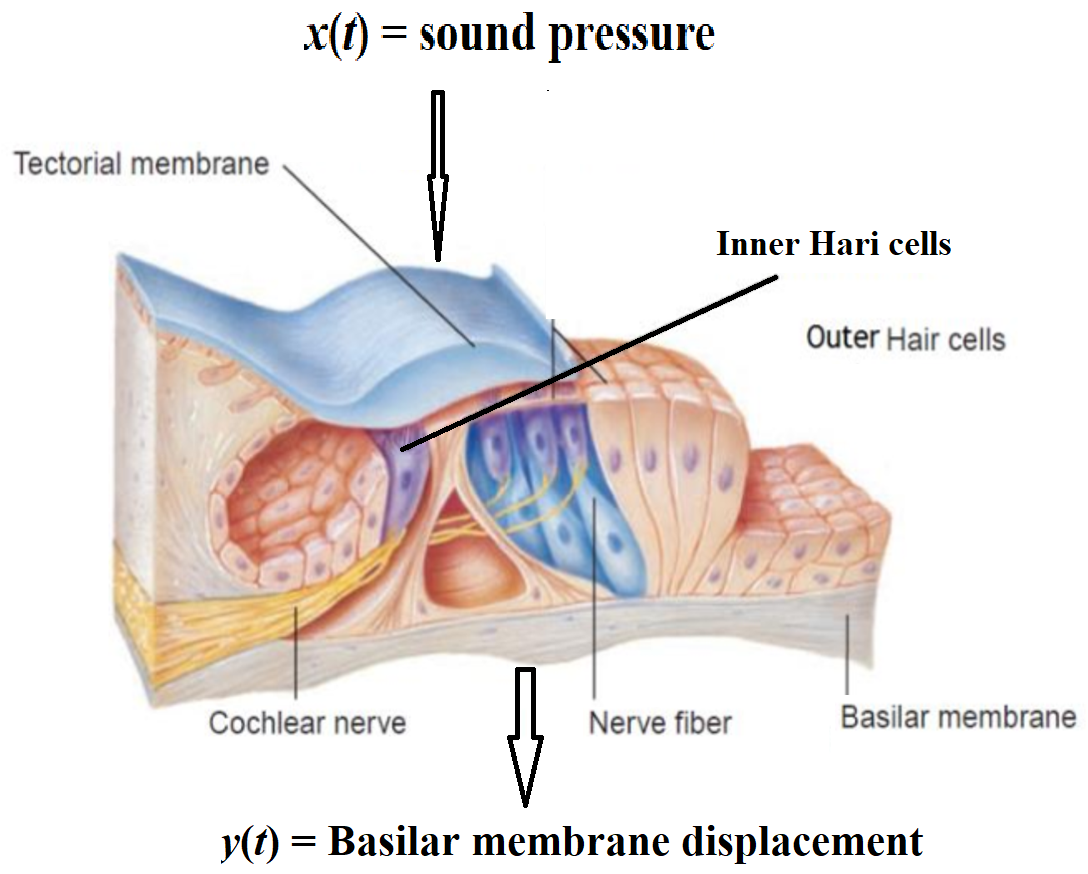 x(t) = sound pressure
Tectorial membrane
Inner Hari cells
Outer Hair cells
Cochlear nerve
Nerve fiber
Basilar membrane
y(t) = Basilar membrane displacement